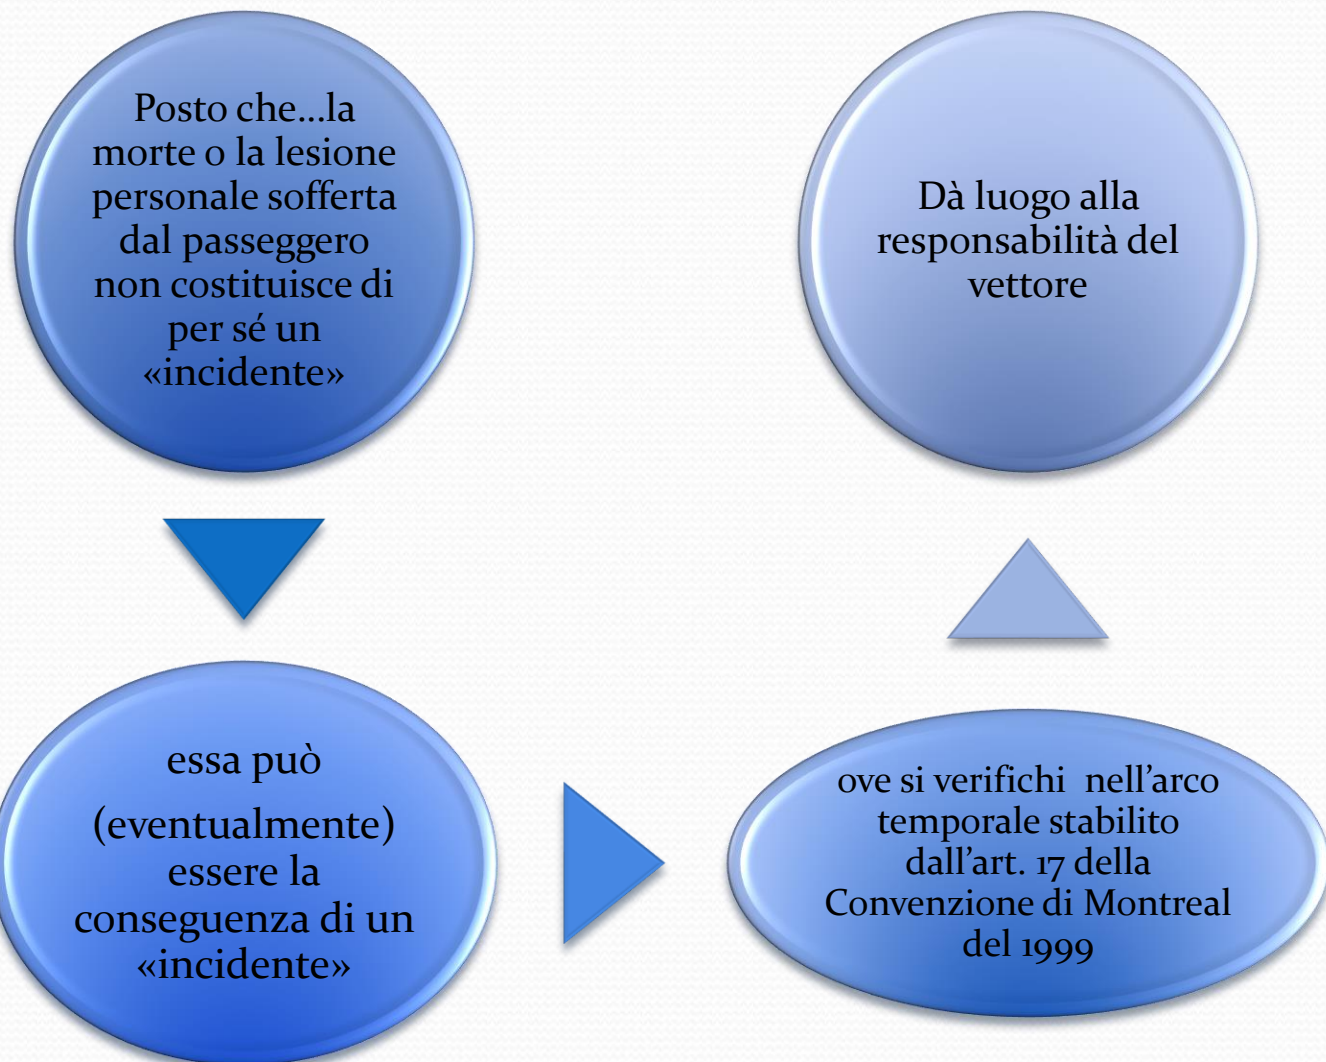 Posto che...la
morte o la lesione
personale sofferta
dal passeggero
non costituisce di
per sé un
«incidente»
essa può
(eventualmente)
essere la
conseguenza di un
«incidente»
ove si verifichi nell’arco
temporale stabilito
dall’art. 17 della
Convenzione di Montreal
del 1999
Dà luogo alla
responsabilità del
vettore